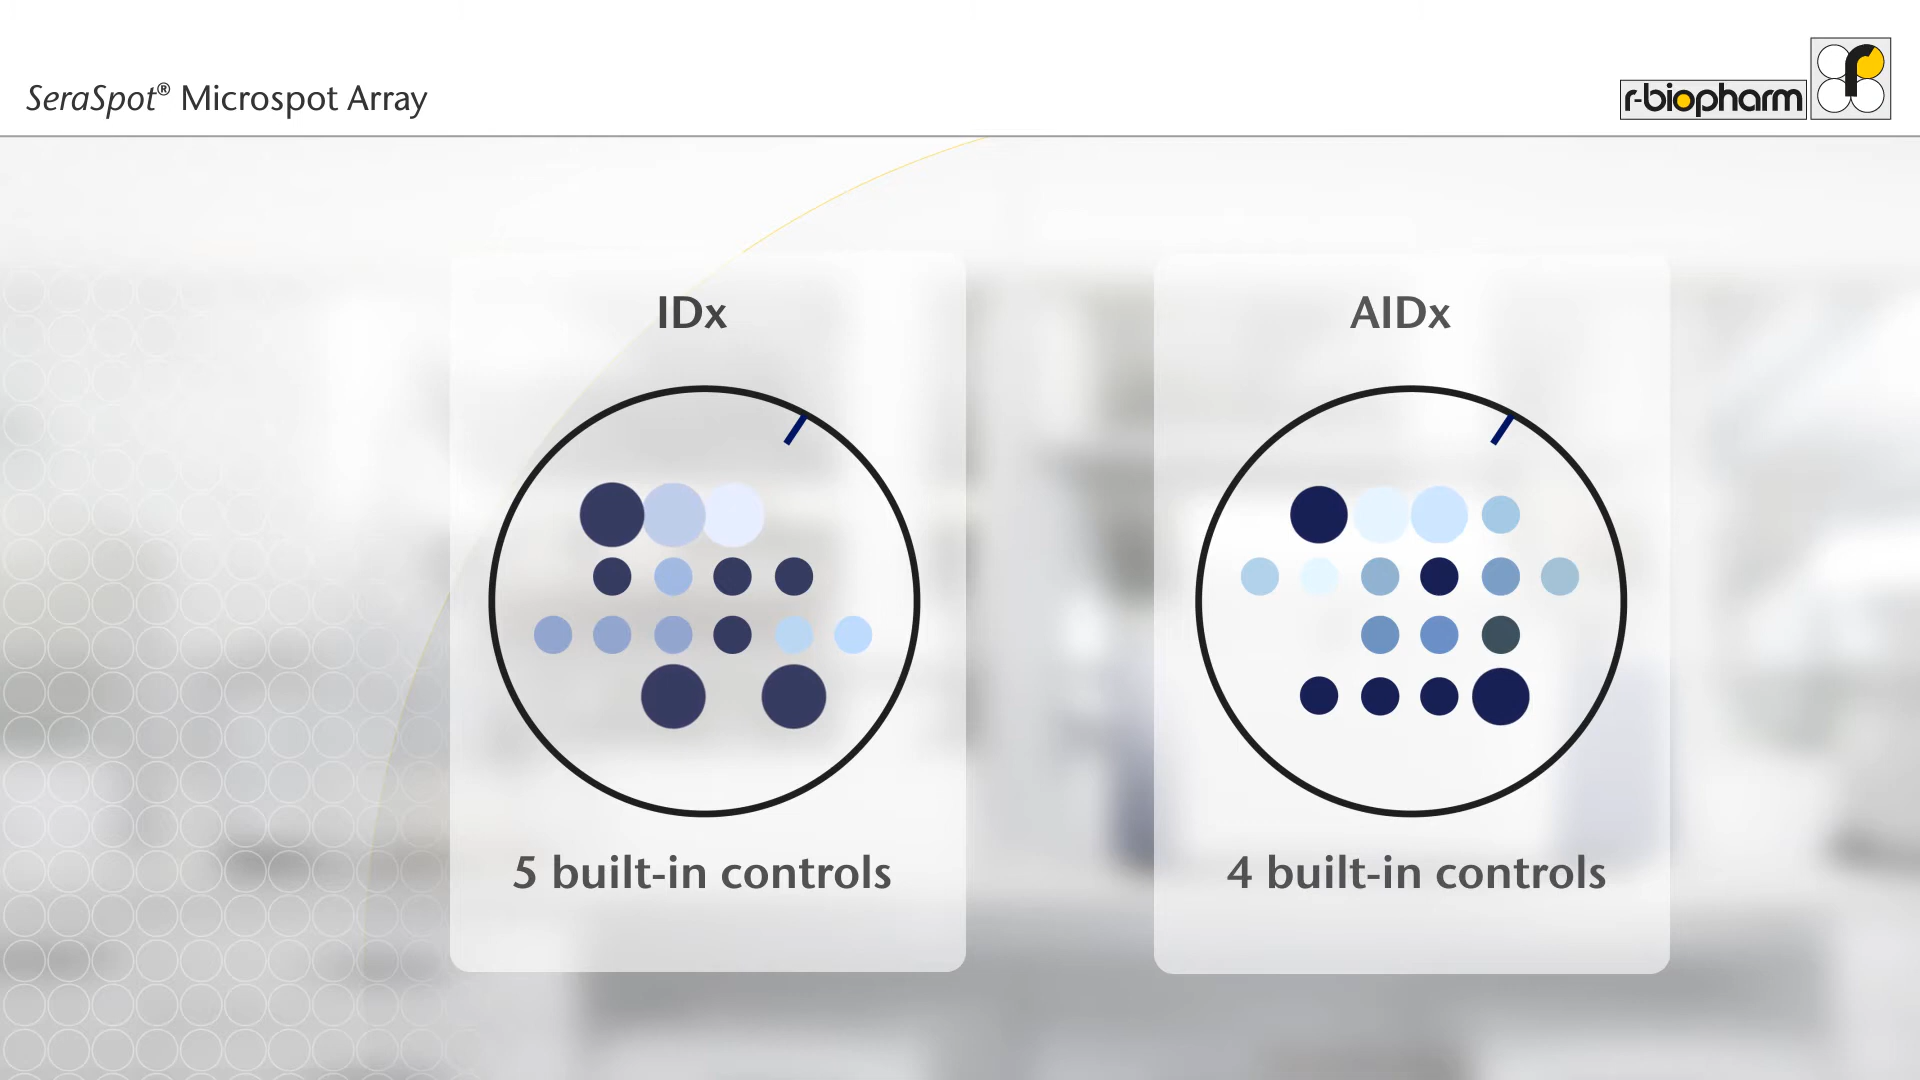 SeraSpot® Microspot Array
r-biopharm
r
IDx
AIDx
5 built-in controls
4 built-in controls